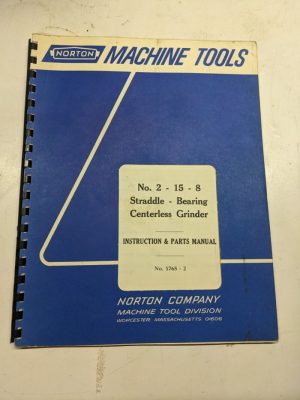 NORTON MACHINE TOOLS
No. 2 - 15 - 8
Straddle - Bearing
Centerless Grinder
INSTRUCTION & PARTS MANUAL
No. 1765 - 2
NORTON COMPANY
MACHINE TOOL DIVISION
WORCESTER, MASSACHUSETTS 01606